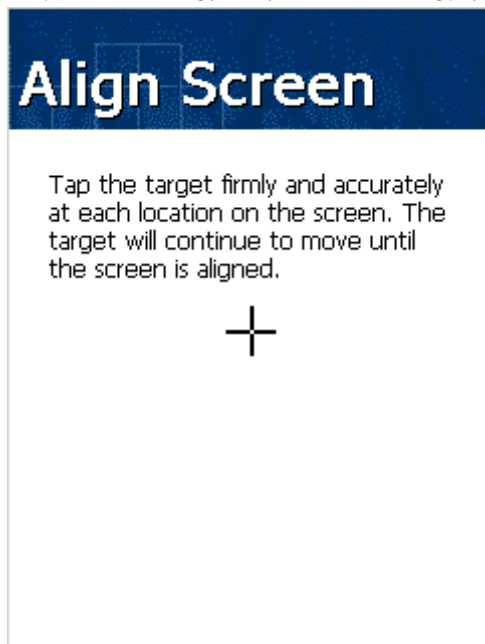 Align Screen
Tap the target firmly and accurately
at each location on the screen. The
target will continue to move until
the screen is aligned.